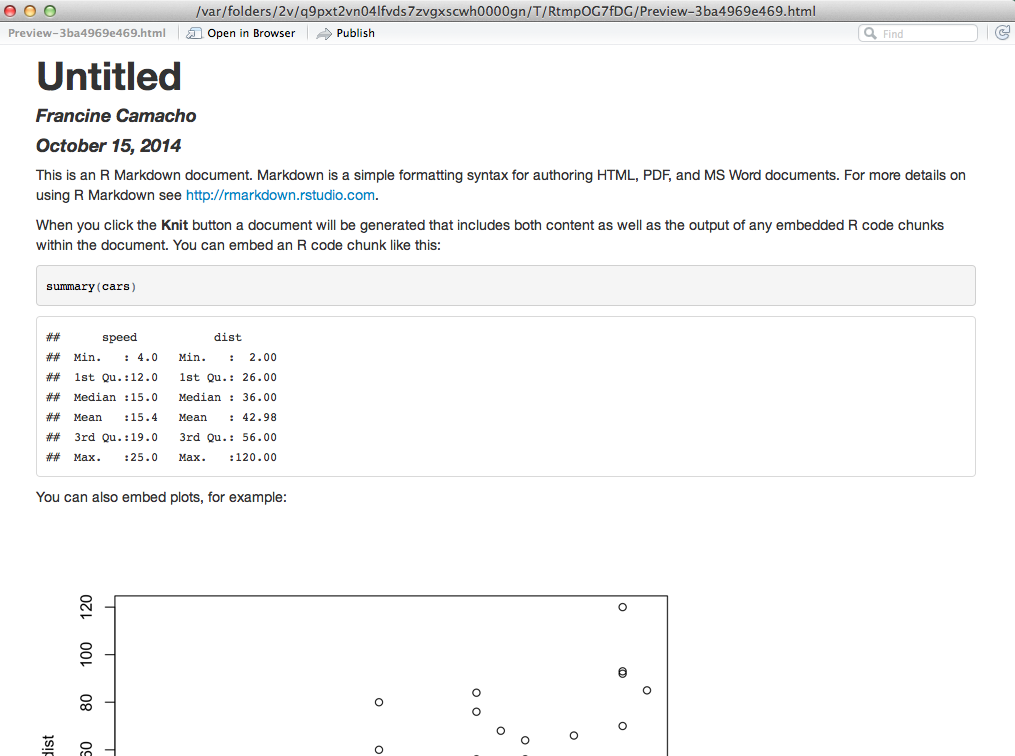 /var/folders/2v/q9pxt2vn04lfvds7zvgxscwh0000gn/T/RtmpOG7fDG/Preview-3ba4969e469.html
Preview-3ba4969e469.html Open in Browser Publish Find
Untitled
Francine Camacho
October 15, 2014
This is an R Markdown document. Markdown is a simple formatting syntax for authoring HTML, PDF, and MS Word documents. For more details on
using R Markdown see http://rmarkdown.rstudio.com.
When you click the Knit button a document will be generated that includes both content as well as the output of any embedded R code chunks
within the document. You can embed an R code chunk like this:
summary(cars)
##      speed           dist
##  Min.   : 4.0   Min.   :  2.00
##  1st Qu.:12.0   1st Qu.: 26.00
##  Median :15.0   Median : 36.00
##  Mean   :15.4   Mean   : 42.98
##  3rd Qu.:19.0   3rd Qu.: 56.00
##  Max.   :25.0   Max.   :120.00
You can also embed plots, for example:
120
100
80
60
dist